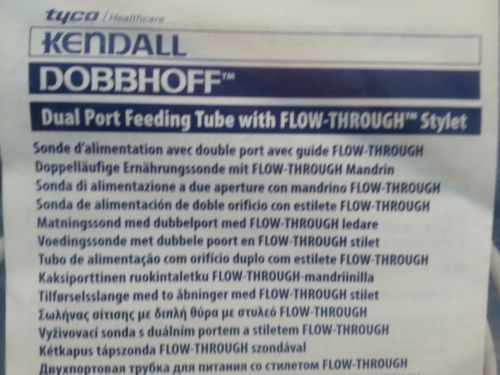 tyco / Healthcare
KENDALL
DOBBHOFF™
Dual Port Feeding Tube with FLOW-THROUGH™ Stylet
Sonde d'alimentation avec double port avec guide FLOW-THROUGH
Doppelläufige Ernährungssonde mit FLOW-THROUGH Mandrin
Sonda di alimentazione a due aperture con mandrino FLOW-THROUGH
Sonda de alimentación de doble orificio con estilete FLOW-THROUGH
Matningssond med dubbelport med FLOW-THROUGH ledare
Voedingssonde met dubbele poort en FLOW-THROUGH stilet
Tubo de alimentação com orifício duplo com estilete FLOW-THROUGH
Kaksiporttinen ruokintaletku FLOW-THROUGH-mandriinilla
Tilførselsslange med to åbninger med FLOW-THROUGH stilet
Σωλήνας σίτισης με διπλή θύρα με στυλεό FLOW-THROUGH
Vyživovací sonda s duálním portem a stiletem FLOW-THROUGH
Kétkapus tápszonda FLOW-THROUGH szondával
Двухпортовая трубка для питания со стилетом FLOW-THROUGH